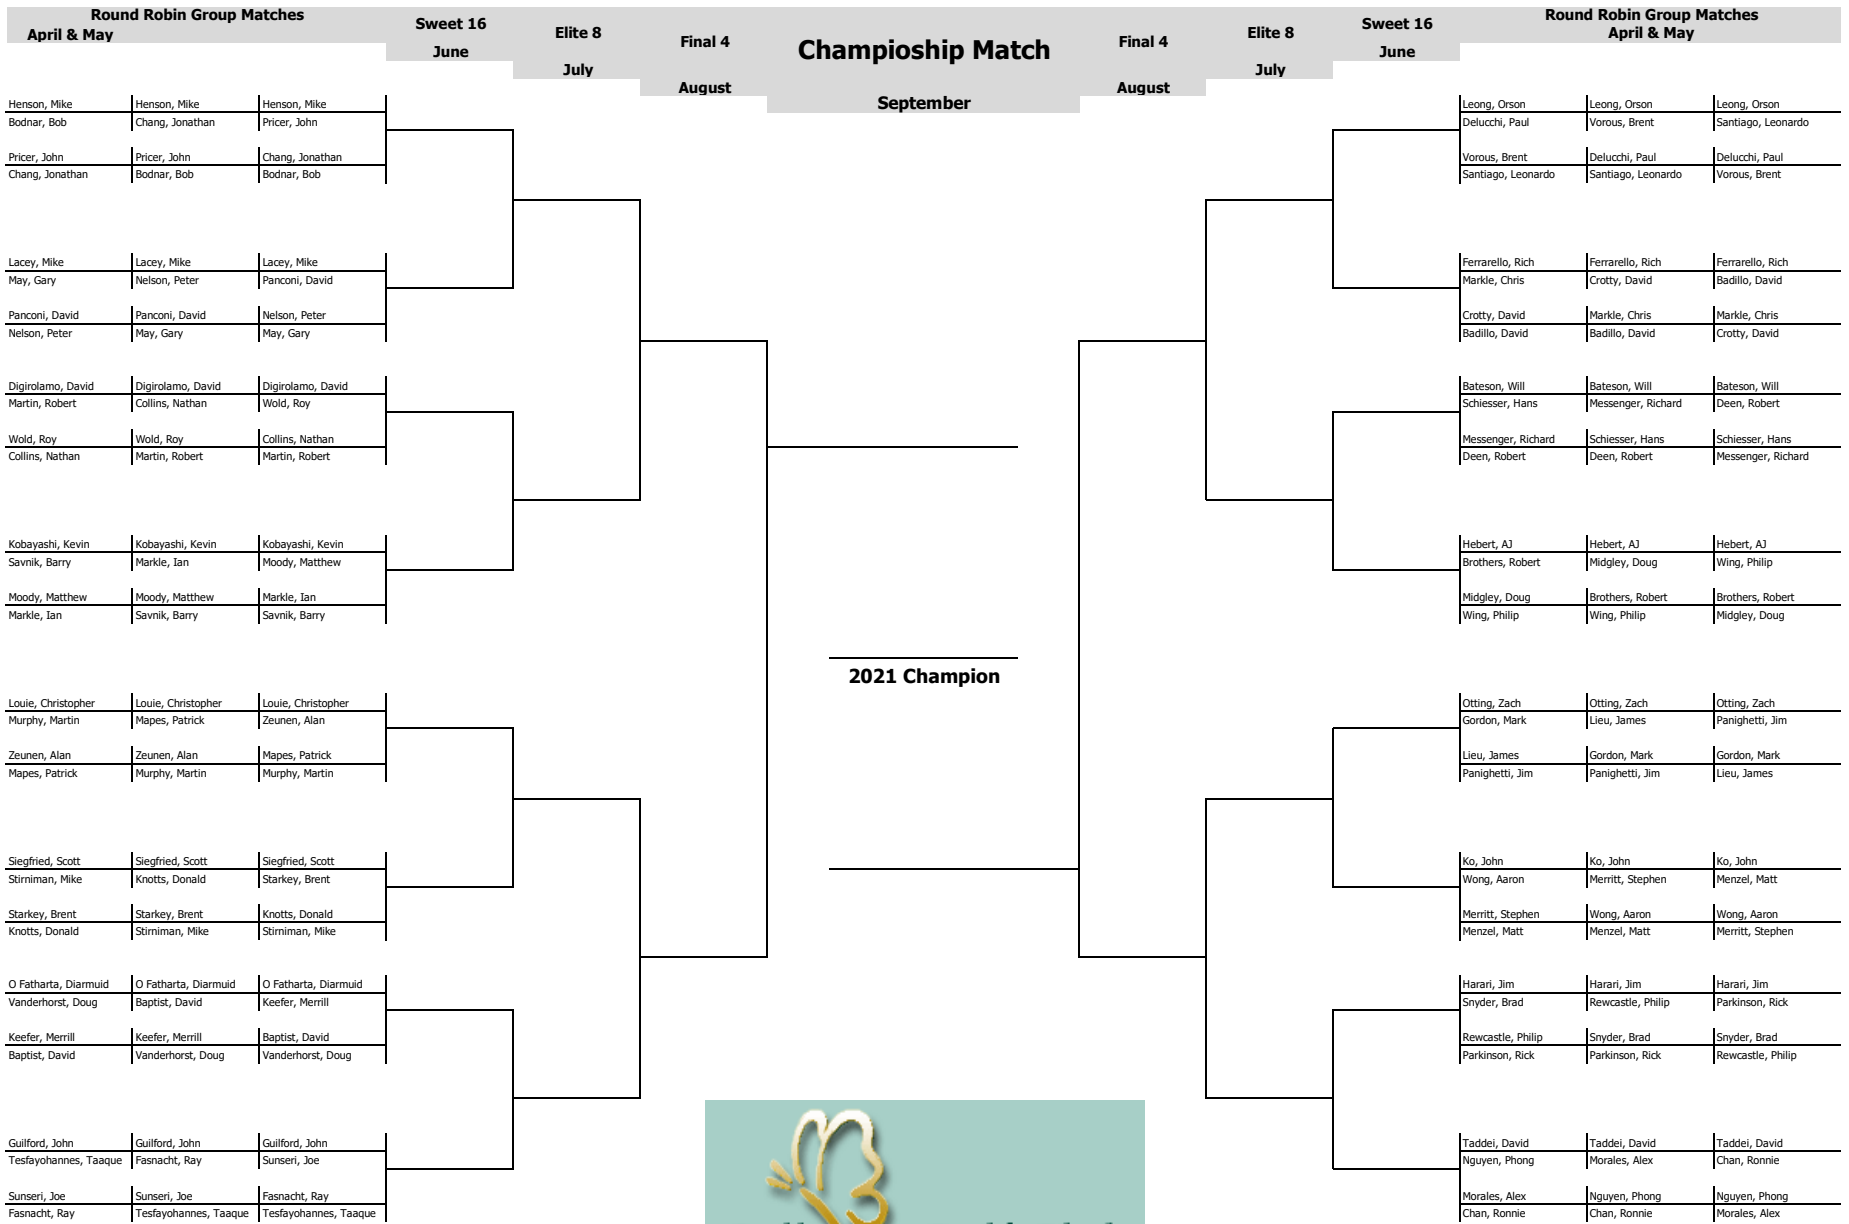 Round Robin Group Matches
April & May
Sweet 16
June
Elite 8
July
Final 4
August
Champioship Match
September
Final 4
August
Elite 8
July
Sweet 16
June
Round Robin Group Matches
April & May
Henson, Mike Henson, Mike Henson, Mike
Bodnar, Bob Chang, Jonathan Pricer, John
Pricer, John Pricer, John Chang, Jonathan
Chang, Jonathan Bodnar, Bob Bodnar, Bob
Lacey, Mike Lacey, Mike Lacey, Mike
May, Gary Nelson, Peter Panconi, David
Panconi, David Panconi, David Nelson, Peter
Nelson, Peter May, Gary May, Gary
Digirolamo, David Digirolamo, David Digirolamo, David
Martin, Robert Collins, Nathan Wold, Roy
Wold, Roy Wold, Roy Collins, Nathan
Collins, Nathan Martin, Robert Martin, Robert
Kobayashi, Kevin Kobayashi, Kevin Kobayashi, Kevin
Savnik, Barry Markle, Ian Moody, Matthew
Moody, Matthew Moody, Matthew Markle, Ian
Markle, Ian Savnik, Barry Savnik, Barry
Louie, Christopher Louie, Christopher Louie, Christopher
Murphy, Martin Mapes, Patrick Zeunen, Alan
Zeunen, Alan Zeunen, Alan Mapes, Patrick
Mapes, Patrick Murphy, Martin Murphy, Martin
Siegfried, Scott Siegfried, Scott Siegfried, Scott
Stirniman, Mike Knotts, Donald Starkey, Brent
Starkey, Brent Starkey, Brent Knotts, Donald
Knotts, Donald Stirniman, Mike Stirniman, Mike
O Fatharta, Diarmuid O Fatharta, Diarmuid O Fatharta, Diarmuid
Vanderhorst, Doug Baptist, David Keefer, Merrill
Keefer, Merrill Keefer, Merrill Baptist, David
Baptist, David Vanderhorst, Doug Vanderhorst, Doug
Guilford, John Guilford, John Guilford, John
Tesfayohannes, Taaque Fasnacht, Ray Sunseri, Joe
Sunseri, Joe Sunseri, Joe Fasnacht, Ray
Fasnacht, Ray Tesfayohannes, Taaque Tesfayohannes, Taaque
2021 Champion
Leong, Orson Leong, Orson Leong, Orson
Delucchi, Paul Vorous, Brent Santiago, Leonardo
Vorous, Brent Delucchi, Paul Delucchi, Paul
Santiago, Leonardo Santiago, Leonardo Vorous, Brent
Ferrarello, Rich Ferrarello, Rich Ferrarello, Rich
Markle, Chris Crotty, David Badillo, David
Crotty, David Markle, Chris Markle, Chris
Badillo, David Badillo, David Crotty, David
Bateson, Will Bateson, Will Bateson, Will
Schiesser, Hans Messenger, Richard Deen, Robert
Messenger, Richard Schiesser, Hans Schiesser, Hans
Deen, Robert Deen, Robert Messenger, Richard
Hebert, AJ Hebert, AJ Hebert, AJ
Brothers, Robert Midgley, Doug Wing, Philip
Midgley, Doug Brothers, Robert Brothers, Robert
Wing, Philip Wing, Philip Midgley, Doug
Otting, Zach Otting, Zach Otting, Zach
Gordon, Mark Lieu, James Panighetti, Jim
Lieu, James Gordon, Mark Gordon, Mark
Panighetti, Jim Panighetti, Jim Lieu, James
Ko, John Ko, John Ko, John
Wong, Aaron Merritt, Stephen Menzel, Matt
Merritt, Stephen Wong, Aaron Wong, Aaron
Menzel, Matt Menzel, Matt Merritt, Stephen
Harari, Jim Harari, Jim Harari, Jim
Snyder, Brad Rewcastle, Philip Parkinson, Rick
Rewcastle, Philip Snyder, Brad Snyder, Brad
Parkinson, Rick Parkinson, Rick Rewcastle, Philip
Taddei, David Taddei, David Taddei, David
Nguyen, Phong Morales, Alex Chan, Ronnie
Morales, Alex Nguyen, Phong Nguyen, Phong
Chan, Ronnie Chan, Ronnie Morales, Alex